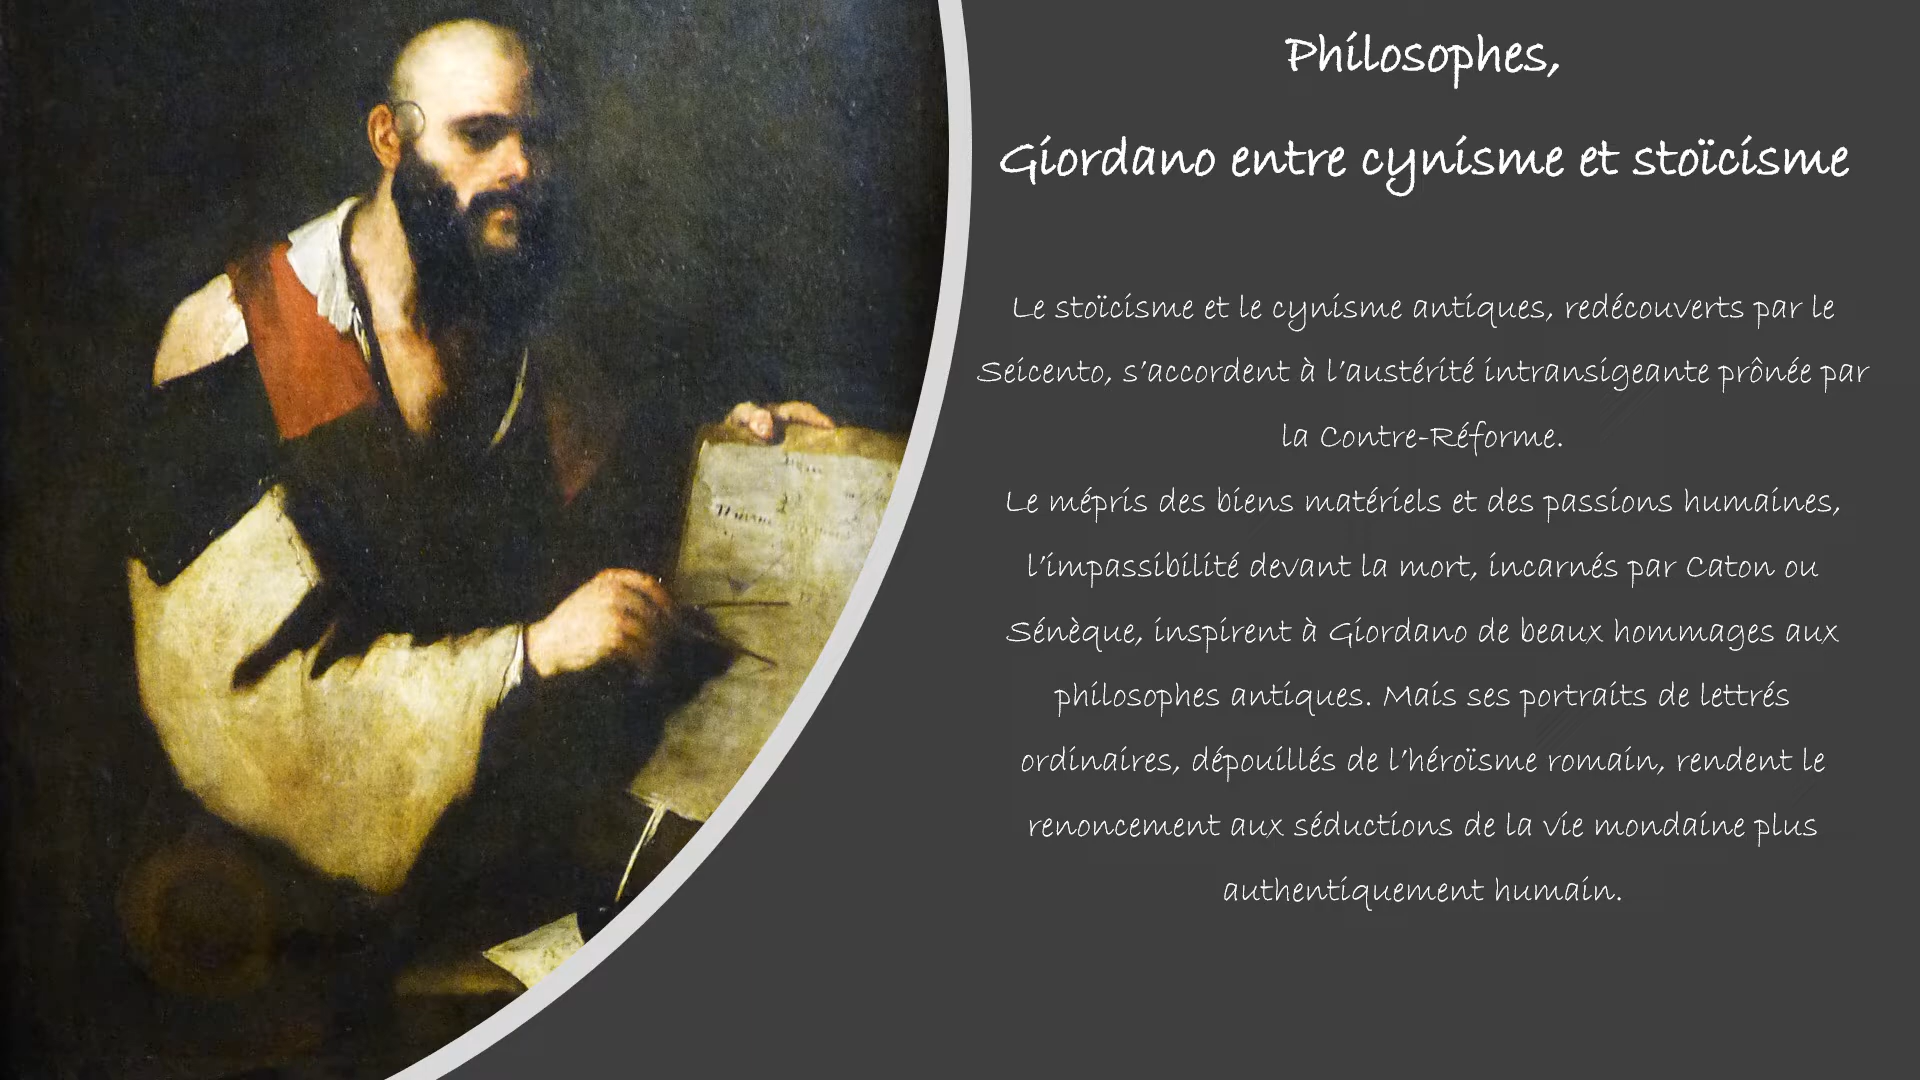 Philosophes,
Giordano entre cynisme et stoïcisme
Le stoïcisme et le cynisme antiques, redécouverts par le
Seicento, s’accordent à l’austérité intransigeante prônée par
la Contre-Réforme.
Le mépris des biens matériels et des passions humaines,
l’impassibilité devant la mort, incarnés par Caton ou
Sénèque, inspirent à Giordano de beaux hommages aux
philosophes antiques. Mais ses portraits de lettrés
ordinaires, dépouillés de l’héroïsme romain, rendent le
renoncement aux séductions de la vie mondaine plus
authentiquement humain.